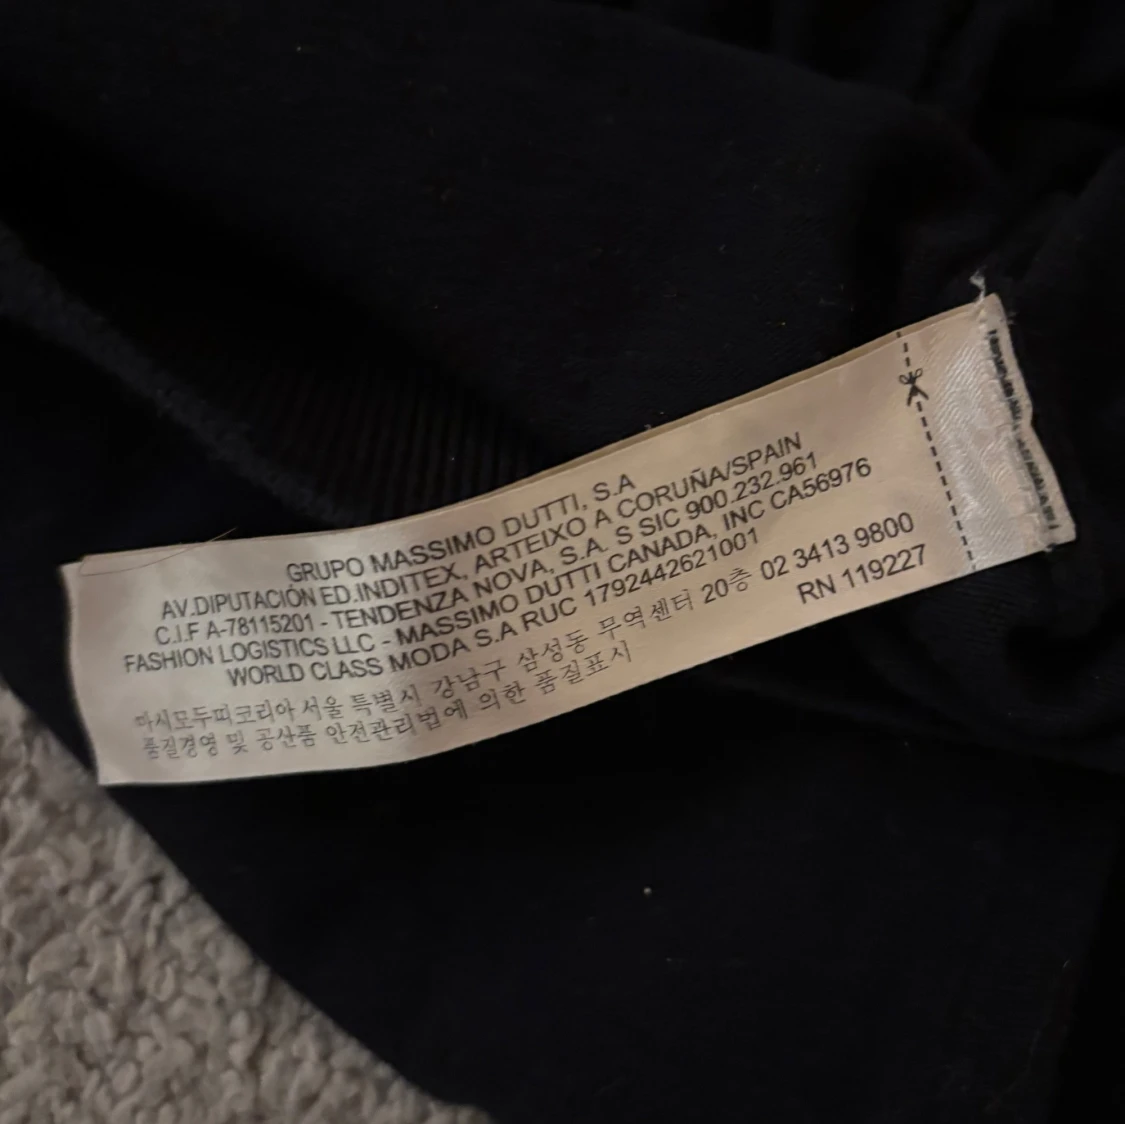 GRUPO MASSIMO DUTTI, S.A
AV.DIPUTACIÓN ED.INDITEX, ARTEIXO A CORUÑA/SPAIN
C.I.F A-78115201 - TENDENZA NOVA, S.A. S SIC 900.232.961
FASHION LOGISTICS LLC - MASSIMO DUTTI CANADA, INC CA56976
WORLD CLASS MODA S.A RUC 1792442621001
마시모두띠코리아 서울 특별시 강남구 삼성동 무역센터 20층 02 3413 9800
품질경영 및 공산품 안전관리법에 의한 품질표시
RN 119227